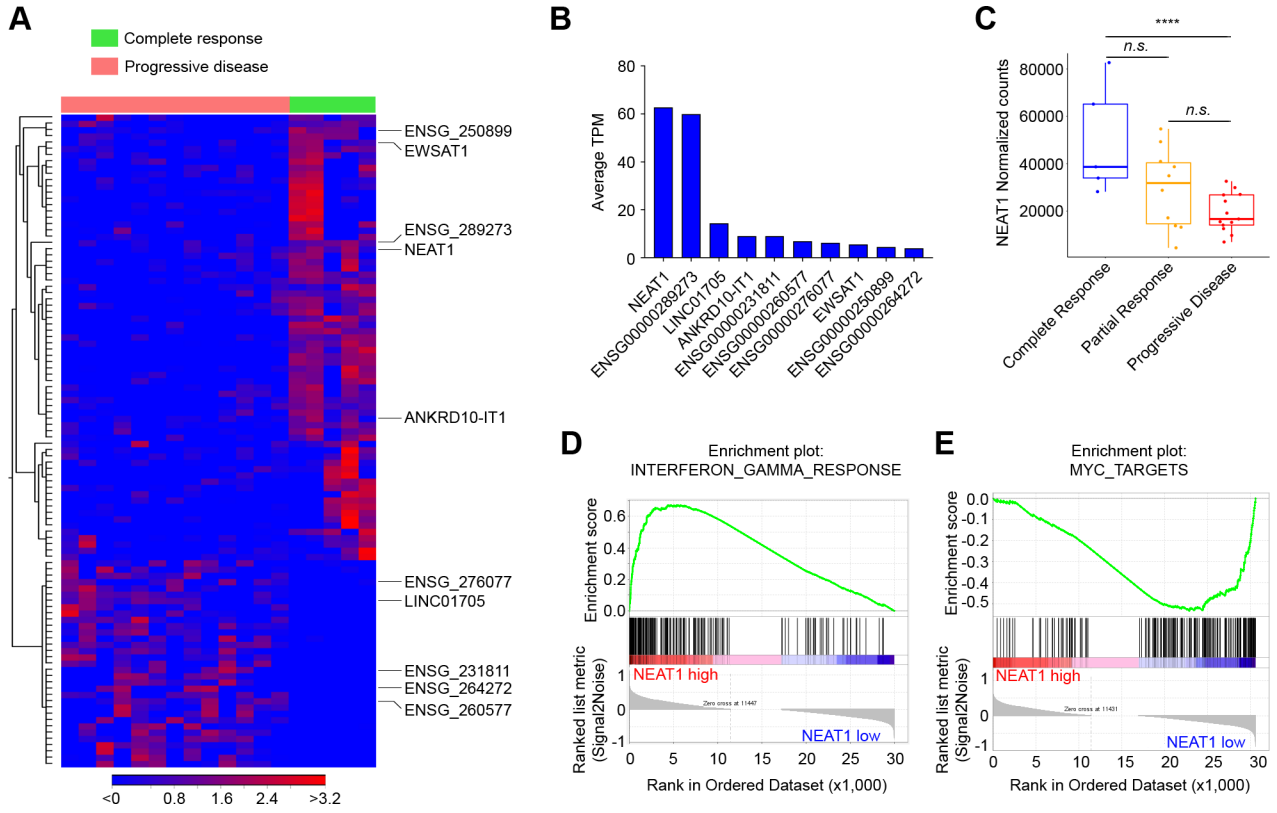 A
Complete response
Progressive disease
ENSG_250899
EWSAT1
ENSG_289273
NEAT1
ANKRD10-IT1
ENSG_276077
LINC01705
ENSG_231811
ENSG_264272
ENSG_260577
<0 0.8 1.6 2.4 >3.2
B
Average TPM
80
60
40
20
0
NEAT1
ENSG00000289273
LINC01705
ANKRD10-IT1
ENSG00000231811
ENSG00000260577
ENSG00000276077
EWSAT1
ENSG00000250899
ENSG00000264272
C
****
n.s.
n.s.
NEAT1 Normalized counts
80000
60000
40000
20000
Complete Response
Partial Response
Progressive Disease
D
Enrichment plot:
INTERFERON_GAMMA_RESPONSE
Enrichment score
0.6
0.4
0.2
0.0
NEAT1 high
Ranked list metric
(Signal2Noise)
1
0
-1
Zero cross at 11447
NEAT1 low
0 5 10 15 20 25 30
Rank in Ordered Dataset (x1,000)
E
Enrichment plot:
MYC_TARGETS
Enrichment score
0.0
-0.1
-0.2
-0.3
-0.4
-0.5
NEAT1 high
Ranked list metric
(Signal2Noise)
1
0
-1
Zero cross at 11431
NEAT1 low
0 5 10 15 20 25 30
Rank in Ordered Dataset (x1,000)